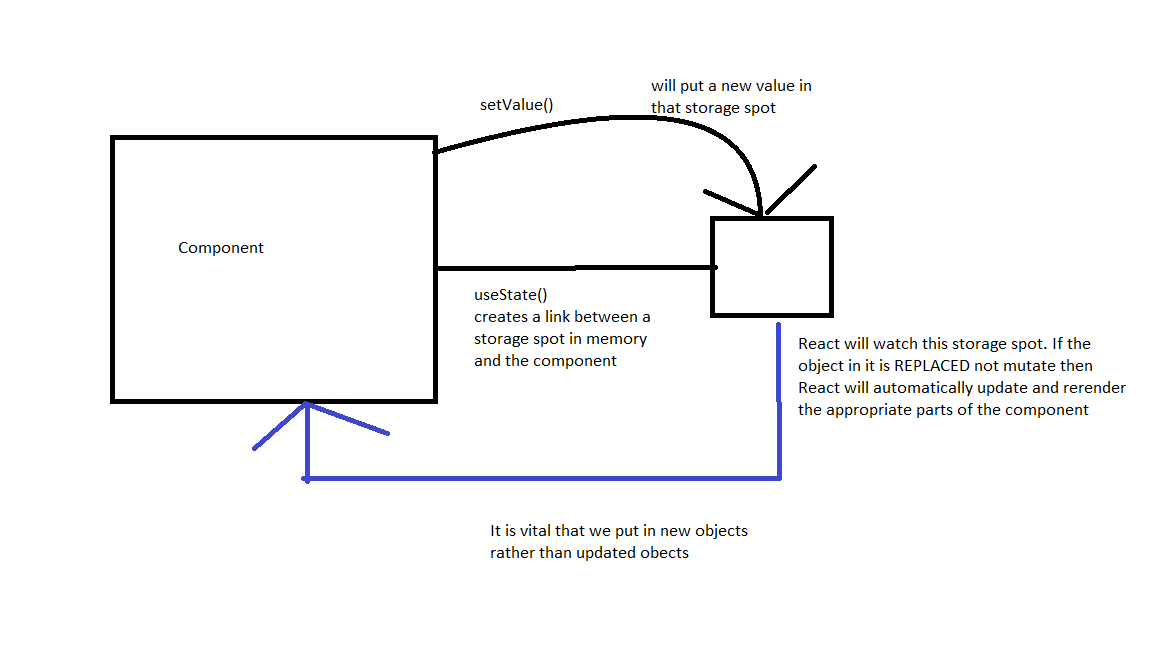 setValue()
will put a new value in
that storage spot
Component
useState()
creates a link between a
storage spot in memory
and the component
React will watch this storage spot. If the
object in it is REPLACED not mutate then
React will automatically update and rerender
the appropriate parts of the component
It is vital that we put in new objects
rather than updated obects